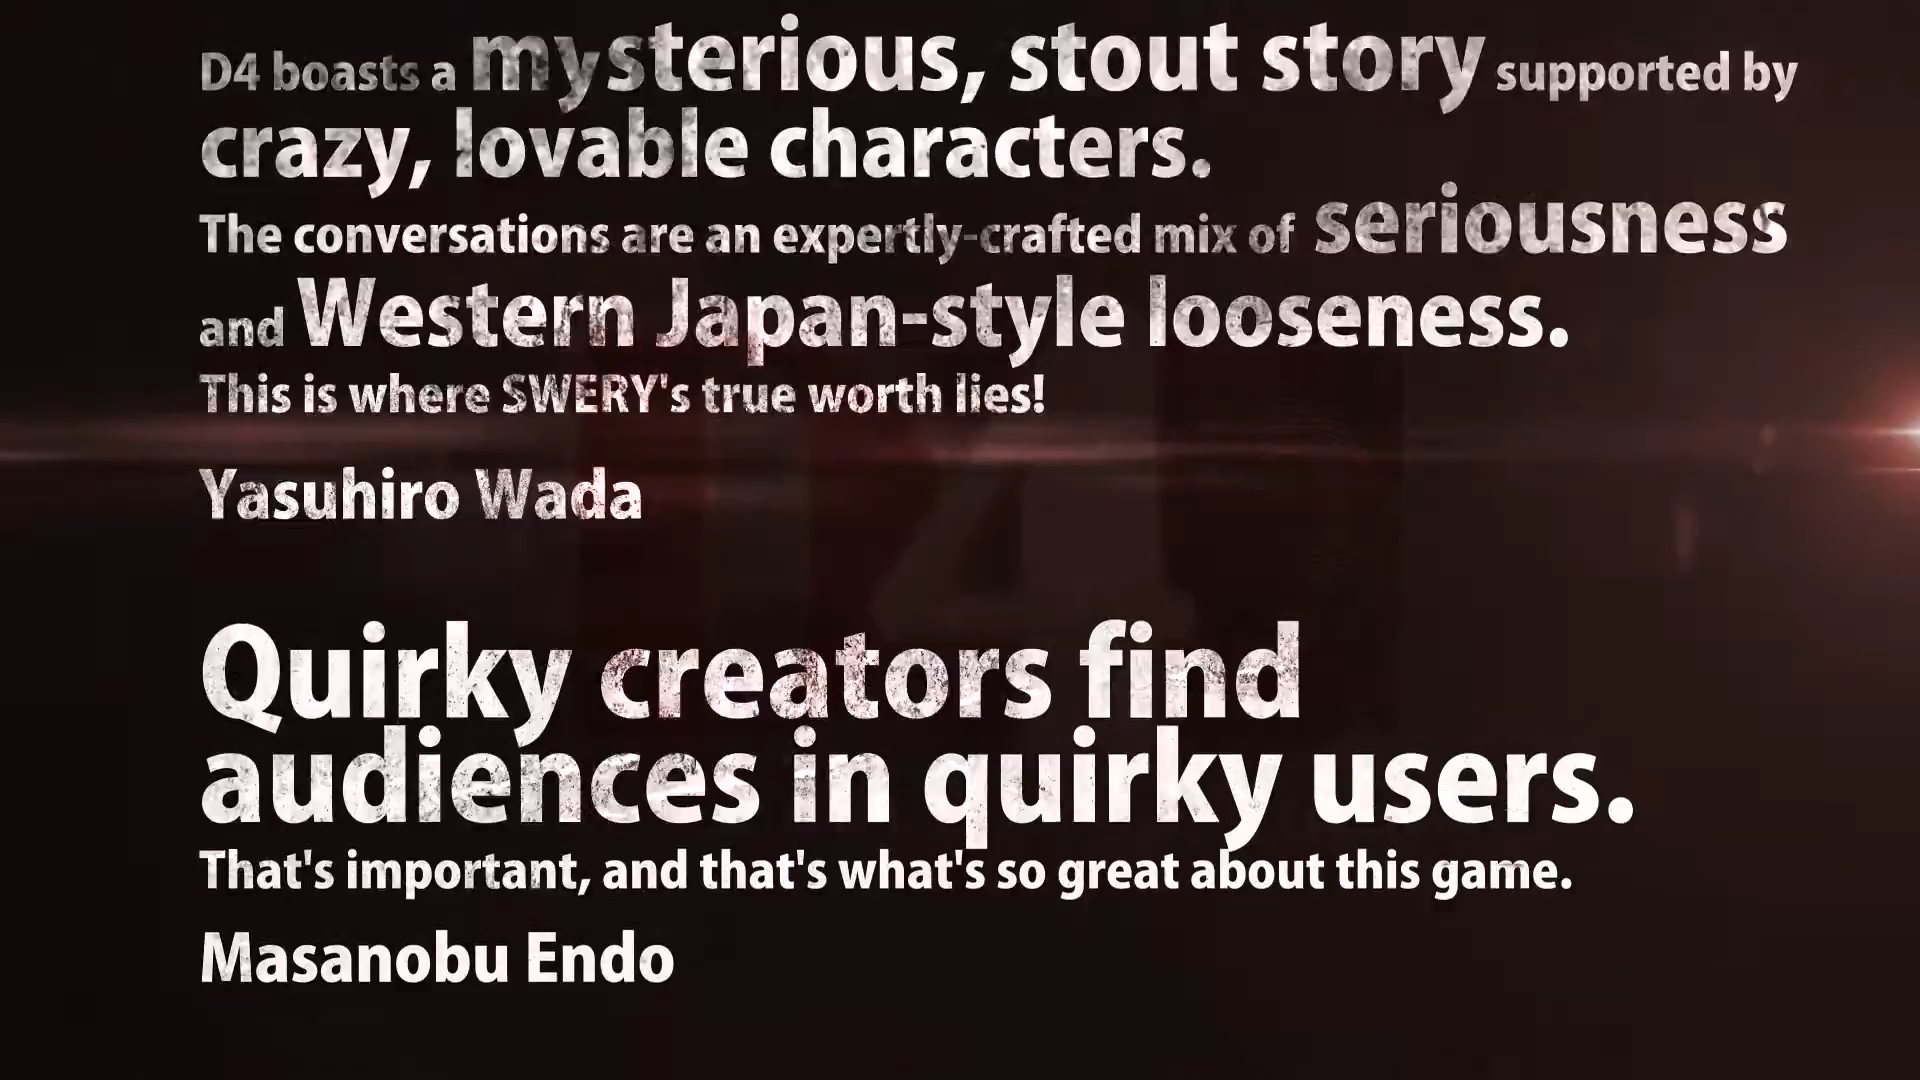 D4 boasts a mysterious, stout story supported by
crazy, lovable characters.
The conversations are an expertly-crafted mix of seriousness
and Western Japan-style looseness.
This is where SWERY's true worth lies!
Yasuhiro Wada
Quirky creators find
audiences in quirky users.
That's important, and that's what's so great about this game.
Masanobu Endo